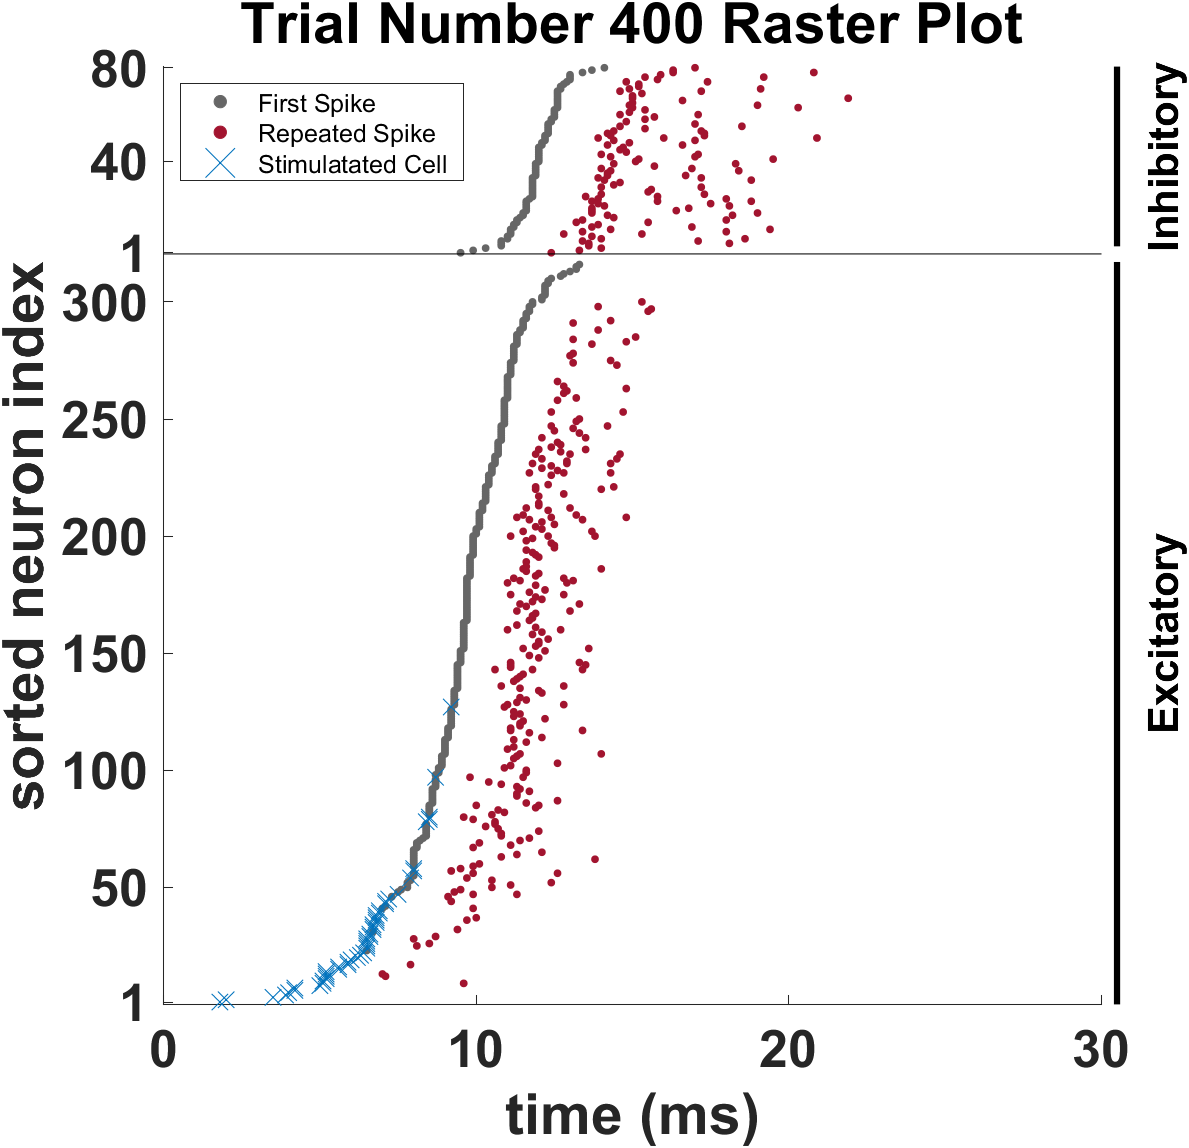 Trial Number 400 Raster Plot
First Spike
Repeated Spike
Stimulatated Cell
80
40
1
300
250
200
150
100
50
1
sorted neuron index
Inhibitory
Excitatory
0 10 20 30
time (ms)